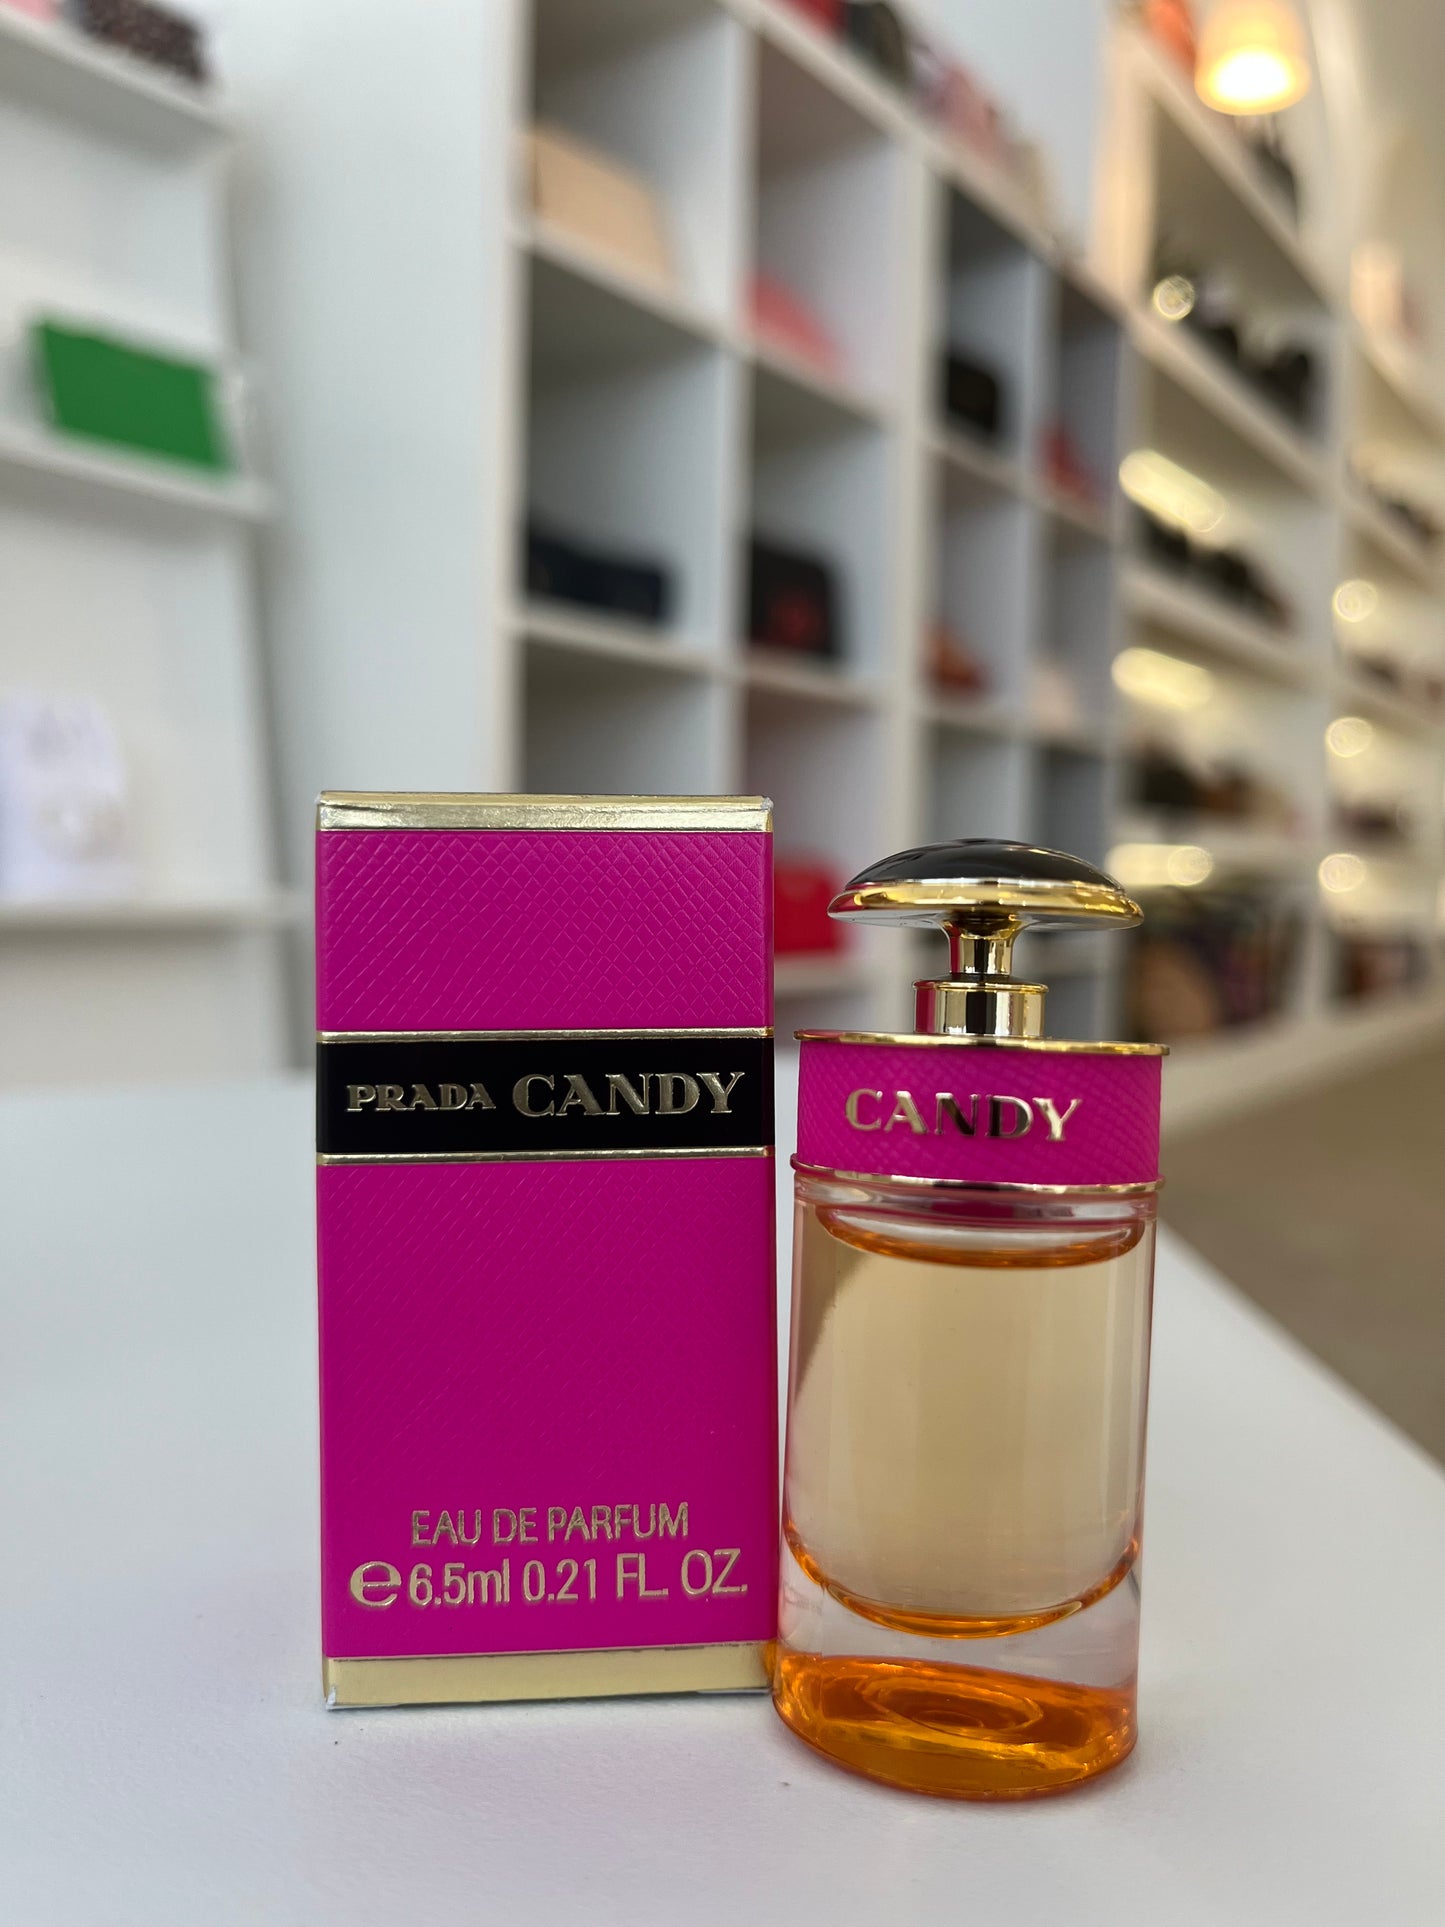 PRADA CANDY
EAU DE PARFUM
e 6.5ml 0.21 FL. OZ.
CANDY